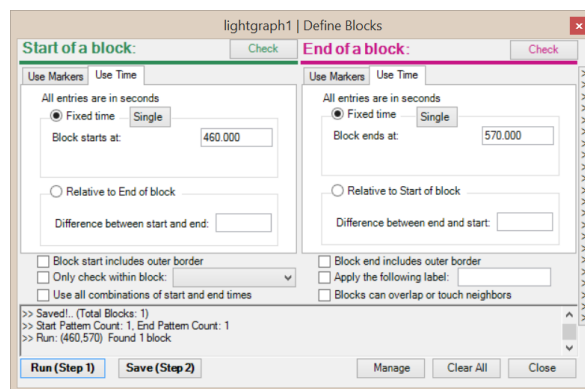 lightgraph1 | Define Blocks
Start of a block: Check
End of a block: Check
Use Markers Use Time
Use Markers Use Time
All entries are in seconds
All entries are in seconds
Fixed time Single
Fixed time Single
Block starts at: 460.000
Block ends at: 570.000
Relative to End of block
Relative to Start of block
Difference between start and end:
Difference between end and start:
Block start includes outer border
Block end includes outer border
Only check within block:
Apply the following label:
Use all combinations of start and end times
Blocks can overlap or touch neighbors
>> Saved!.. (Total Blocks: 1)
>> Start Pattern Count: 1, End Pattern Count: 1
>> Run: (460,570) Found 1 block
Run (Step 1) Save (Step 2) Manage Clear All Close